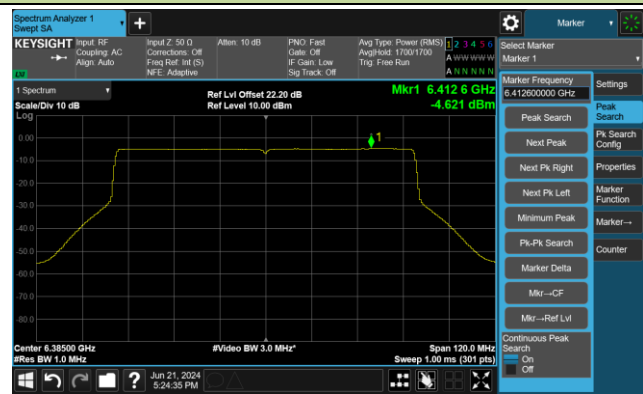 Spectrum Analyzer 1
Swept SA
+
Marker
KEYSIGHT
Input: RF
Coupling: AC
Align: Auto
Input Z: 50 Ω
Corrections: Off
Freq Ref: Int (S)
NFE: Adaptive
Atten: 10 dB
PNO: Fast
Gate: Off
IF Gain: Low
Sig Track: Off
Avg Type: Power (RMS)
Avg|Hold: 1700/1700
Trig: Free Run
1 2 3 4 5 6
A W W W W W
A N N N N N
LXI
Select Marker
Marker 1
1 Spectrum
Scale/Div 10 dB
Log
Ref Lvl Offset 22.20 dB
Ref Level 10.00 dBm
Mkr1 6.412 6 GHz
-4.621 dBm
0.00
-10.0
-20.0
-30.0
-40.0
-50.0
-60.0
-70.0
-80.0
1
Center 6.38500 GHz
#Res BW 1.0 MHz
#Video BW 3.0 MHz*
Span 120.0 MHz
Sweep 1.00 ms (301 pts)
Jun 21, 2024
5:24:35 PM
?
Marker Frequency
6.412600000 GHz
Peak Search
Next Peak
Next Pk Right
Next Pk Left
Minimum Peak
Pk-Pk Search
Marker Delta
Mkr→CF
Mkr→Ref Lvl
Continuous Peak
Search
On
Off
Settings
Peak
Search
Pk Search
Config
Properties
Marker
Function
Marker→
Counter